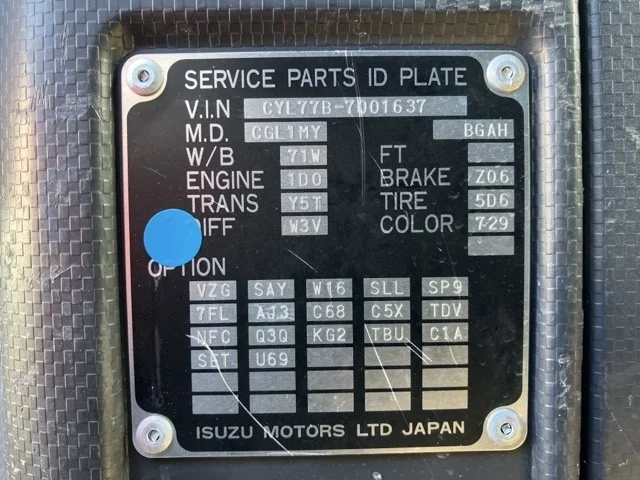 SERVICE PARTS ID PLATE
V.I.N CYL77B-7001637
M.D. CGL1MY BGAH
W/B 71W FT
ENGINE 1D0 BRAKE Z06
TRANS Y5T TIRE 5D6
DIFF W3V COLOR 729
OPTION
VZG SAY W16 SLL SP9
7FL AJ3 C68 C5X TDV
NFC Q3Q KG2 TBU C1A
SET U69
ISUZU MOTORS LTD JAPAN